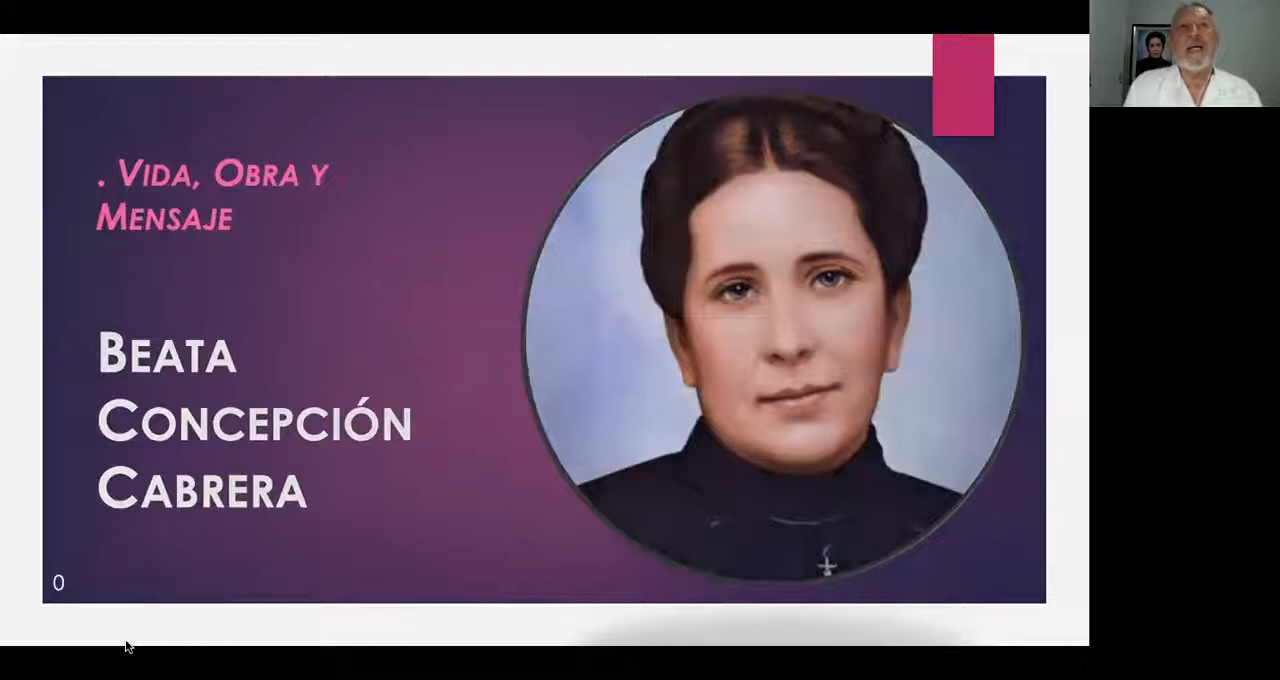 . Vida, Obra y
Mensaje
Beata
Concepción
Cabrera
0